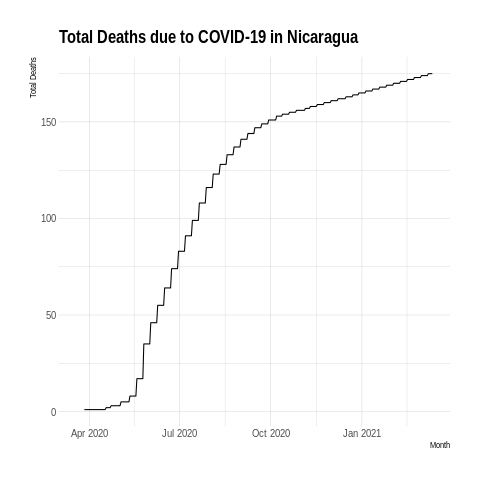 Total Deaths due to COVID-19 in Nicaragua
Total Deaths
150
100
50
0
Apr 2020 Jul 2020 Oct 2020 Jan 2021
Month